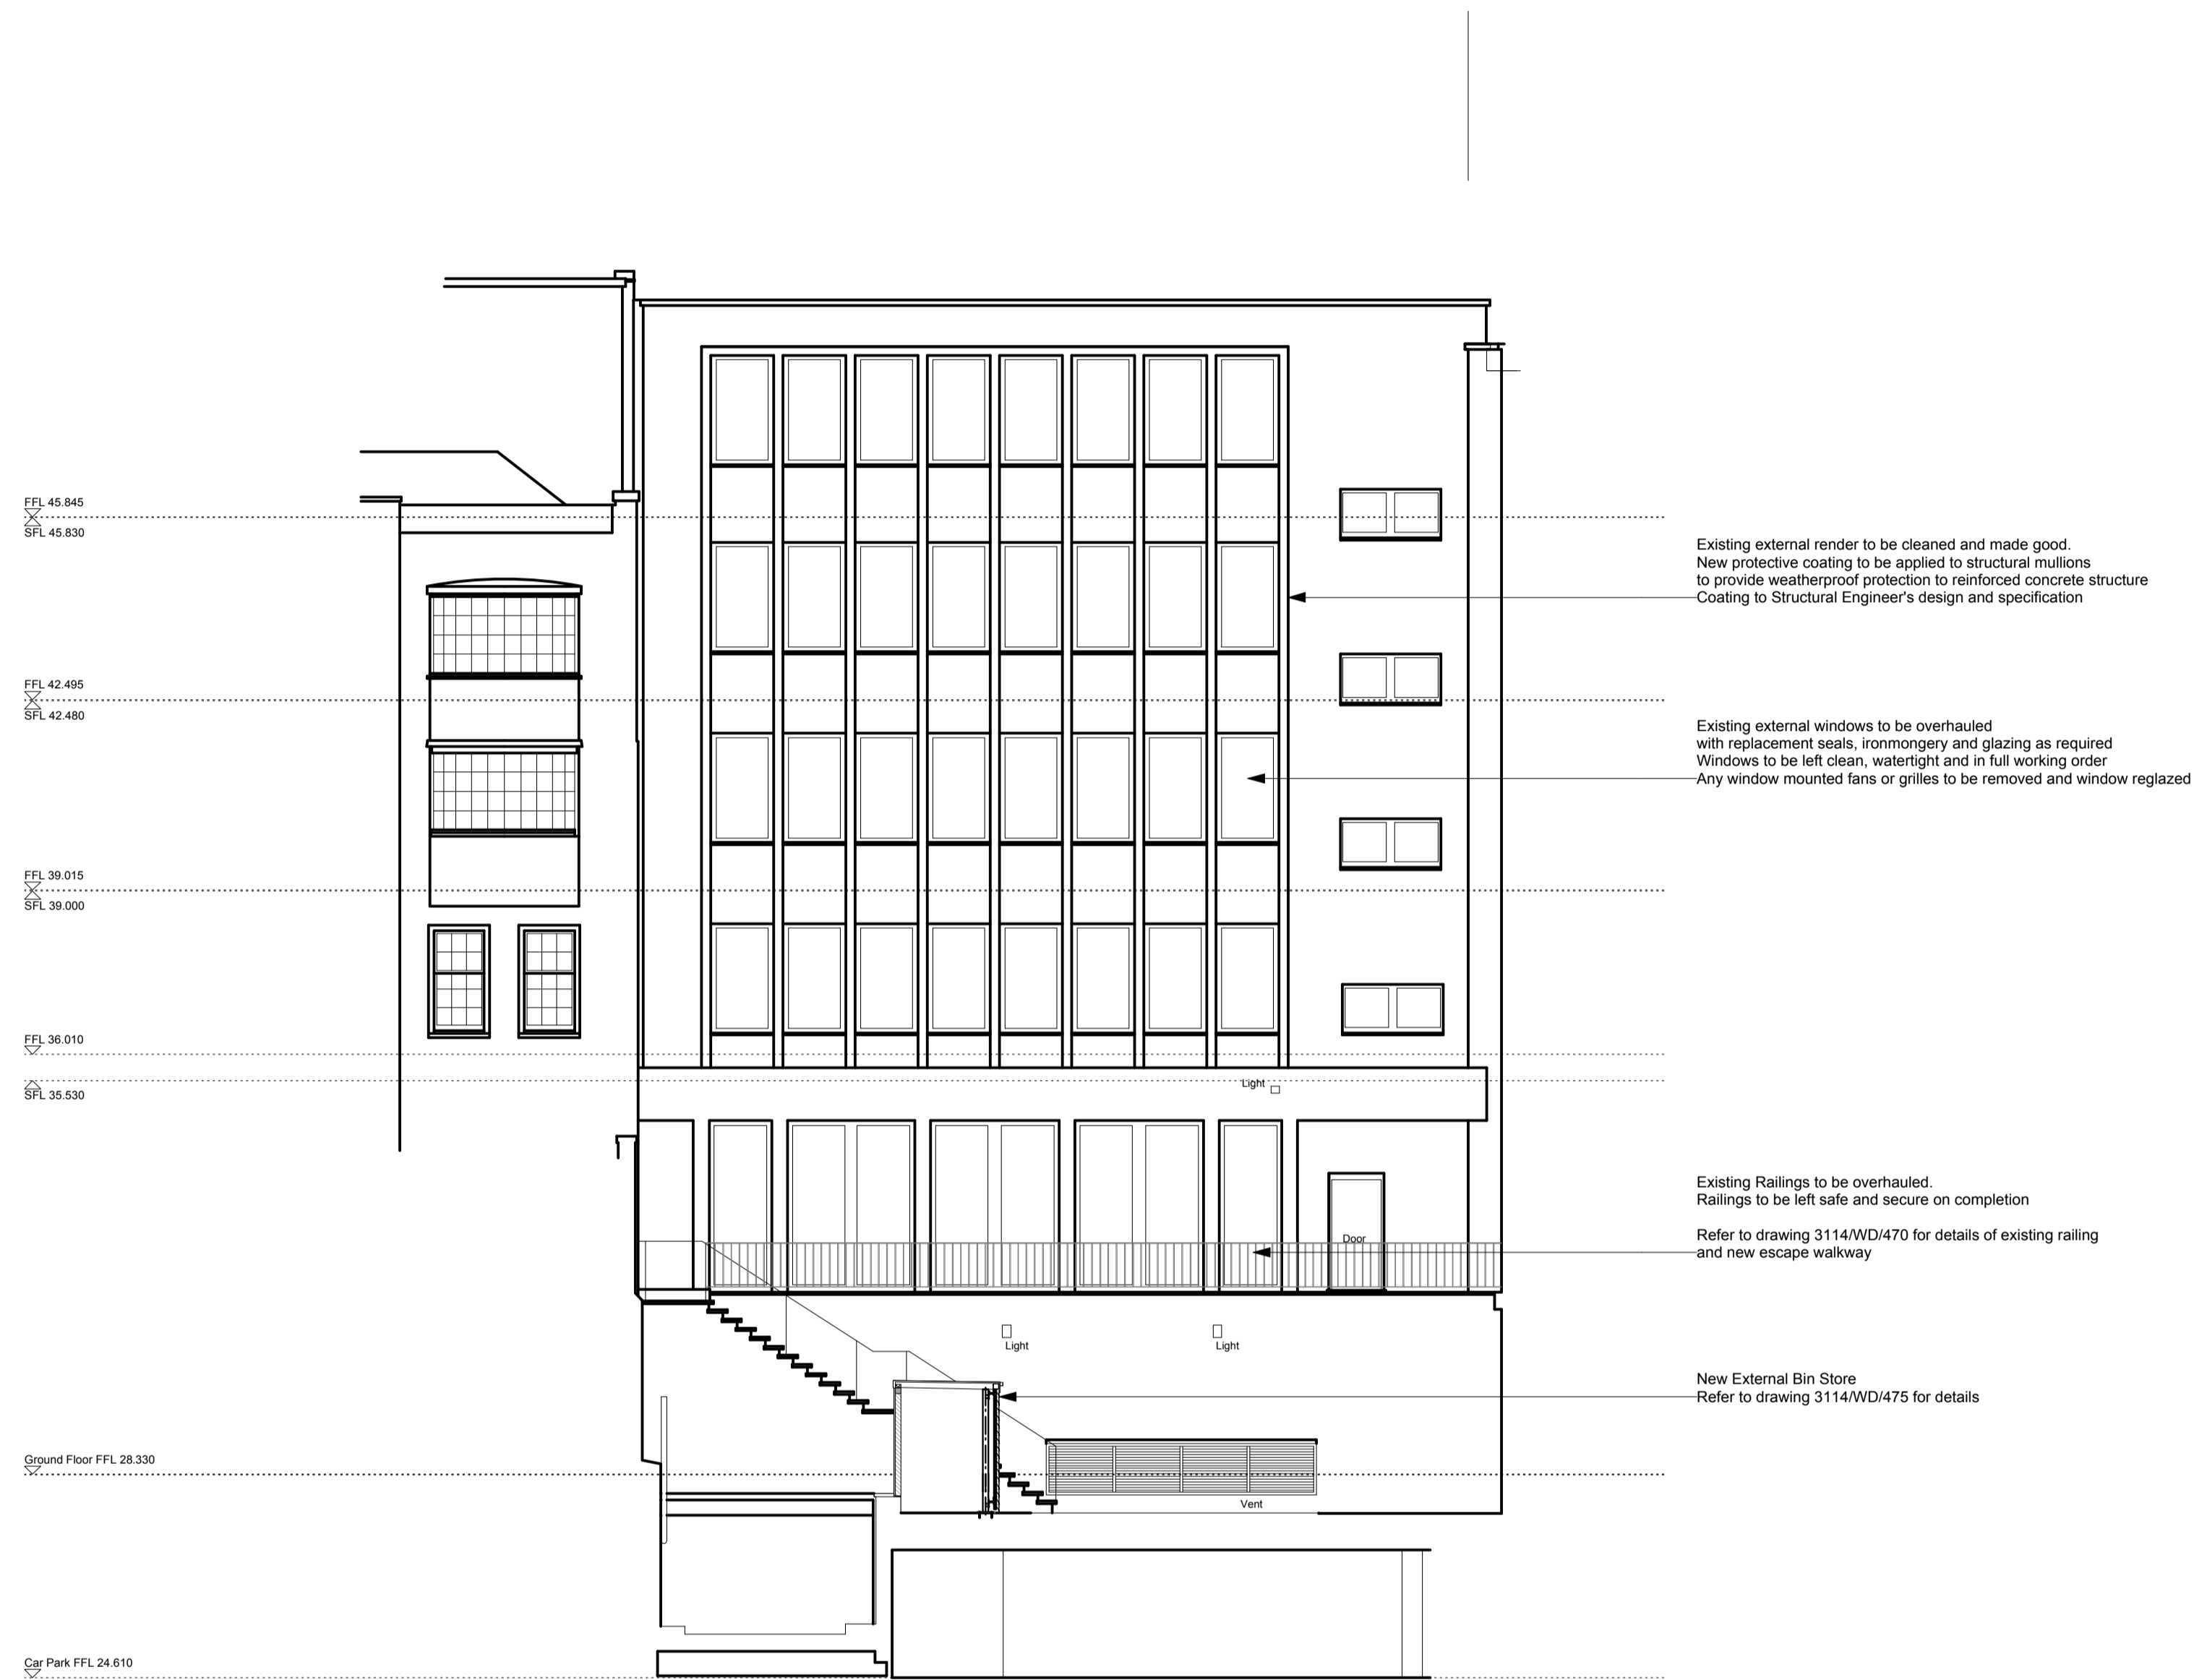 FFL 45.845
SFL 45.830
Existing external render to be cleaned and made good.
New protective coating to be applied to structural mullions
to provide weatherproof protection to reinforced concrete structure
Coating to Structural Engineer's design and specification
FFL 42.495
SFL 42.480
Existing external windows to be overhauled
with replacement seals, ironmongery and glazing as required
Windows to be left clean, watertight and in full working order
Any window mounted fans or grilles to be removed and window reglazed
FFL 39.015
SFL 39.000
FFL 36.010
SFL 35.530
Light
Existing Railings to be overhauled.
Railings to be left safe and secure on completion
Refer to drawing 3114/WD/470 for details of existing railing
and new escape walkway
Door
Light
Light
New External Bin Store
Refer to drawing 3114/WD/475 for details
Ground Floor FFL 28.330
Vent
Car Park FFL 24.610